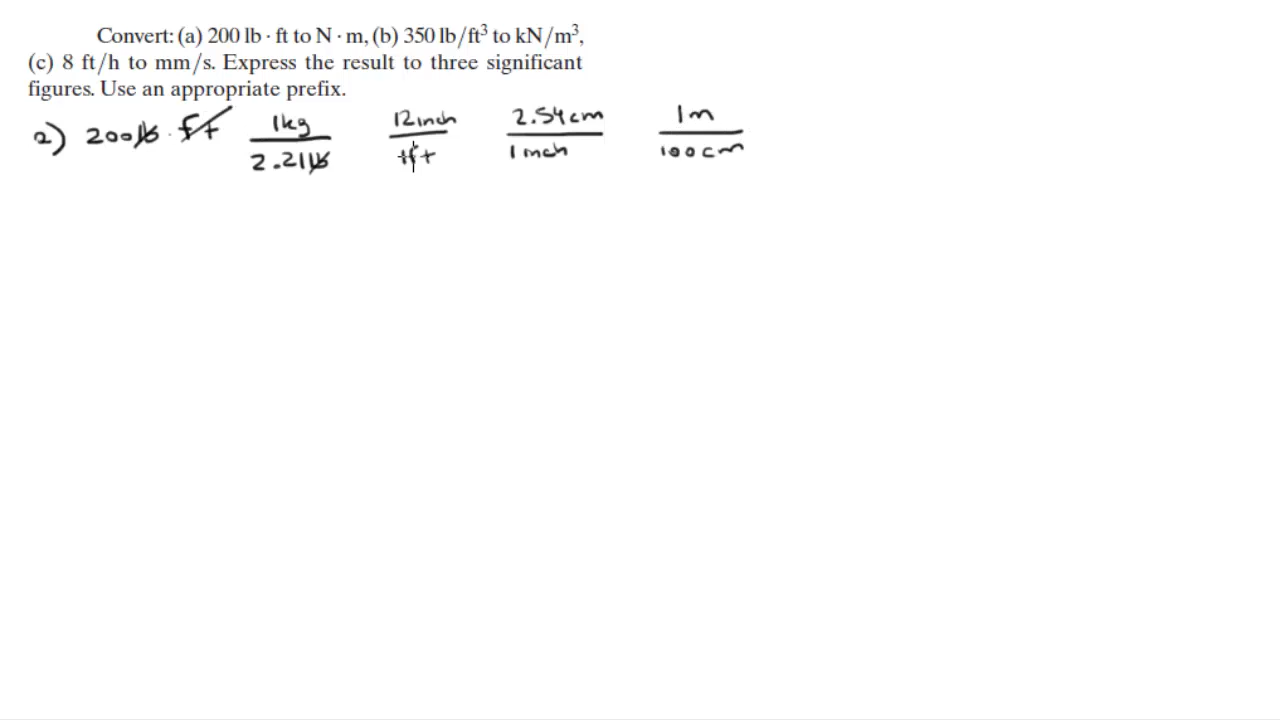 Convert: (a) 200 lb · ft to N · m, (b) 350 lb/ft³ to kN/m³,
(c) 8 ft/h to mm/s. Express the result to three significant
figures. Use an appropriate prefix.
a) 200 lb · ft 1kg 12inch 2.54cm 1m
2.21lb 1ft 1inch 100cm